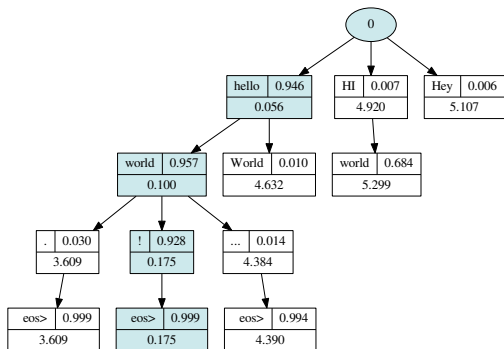 0
hello 0.946 HI 0.007 Hey 0.006
0.056 4.920 5.107
world 0.957 World 0.010 world 0.684
0.100 4.632 5.299
. 0.030 ! 0.928 ... 0.014
3.609 0.175 4.384
eos> 0.999 eos> 0.999 eos> 0.994
3.609 0.175 4.390